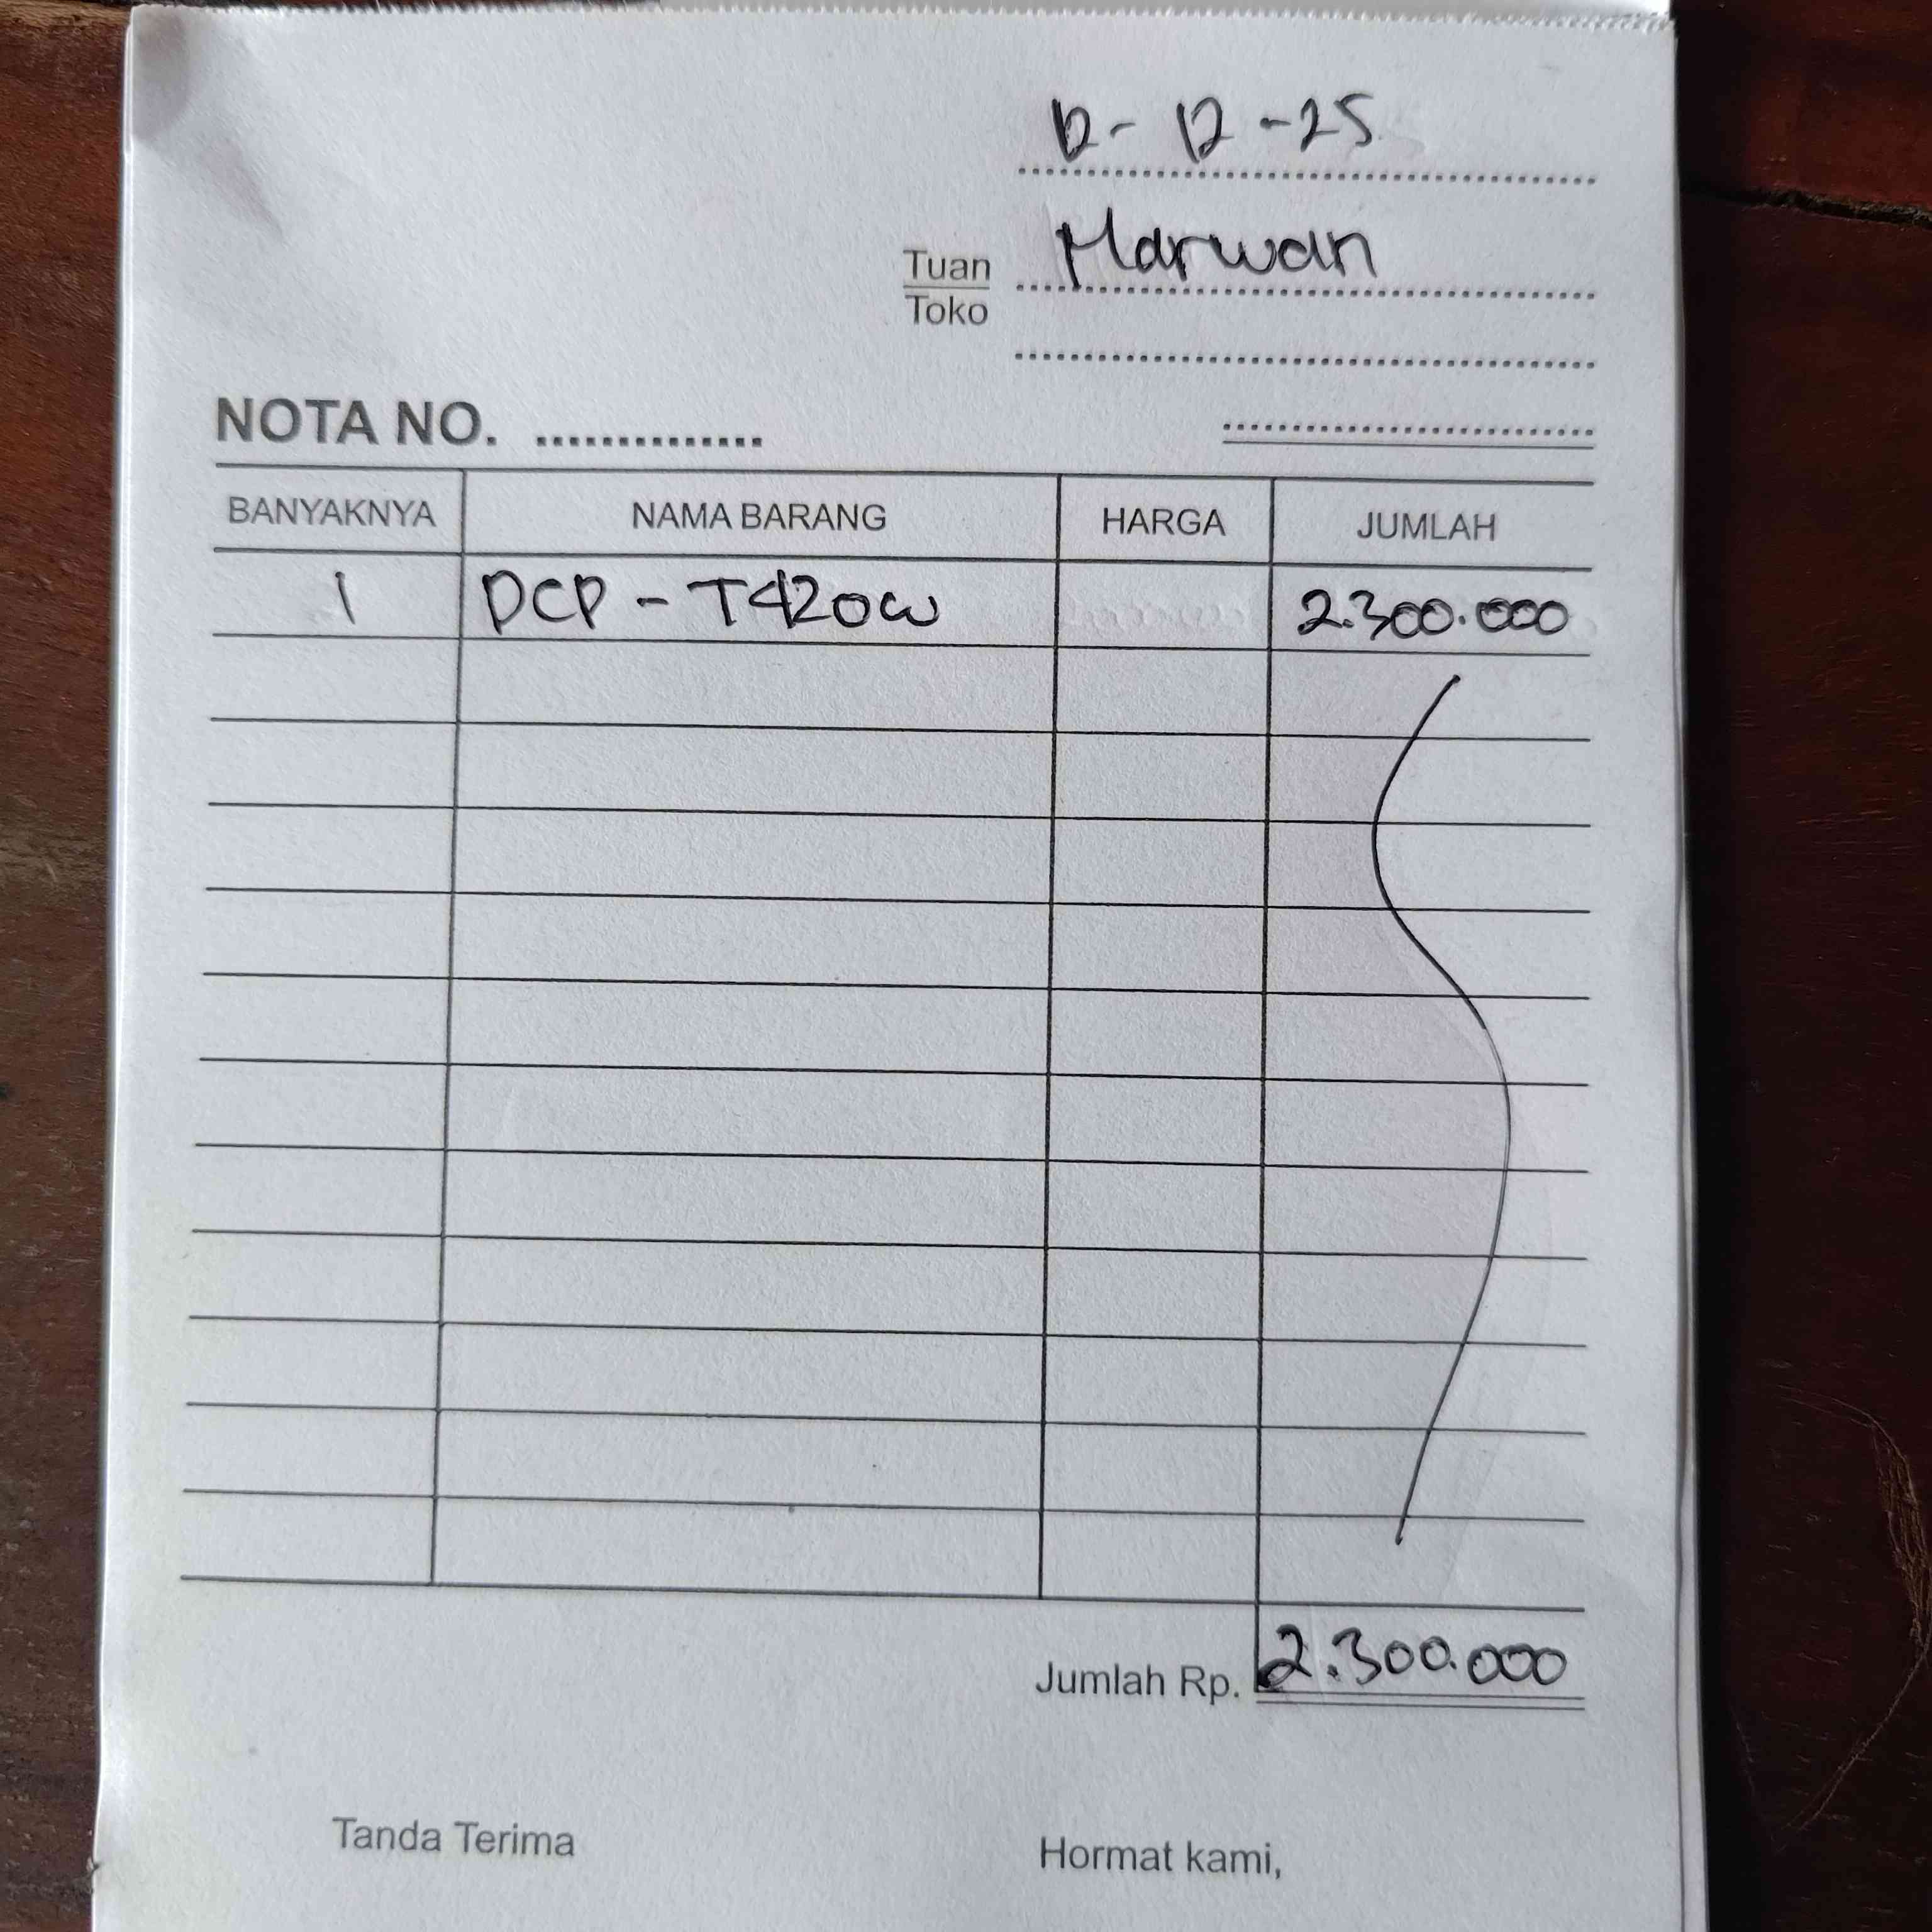 12-12-25
Tuan Marwan
Toko
NOTA NO. ..............
BANYAKNYA NAMA BARANG HARGA JUMLAH
1 DCP - T420W 2.300.000
Jumlah Rp. 2.300.000
Tanda Terima Hormat kami,